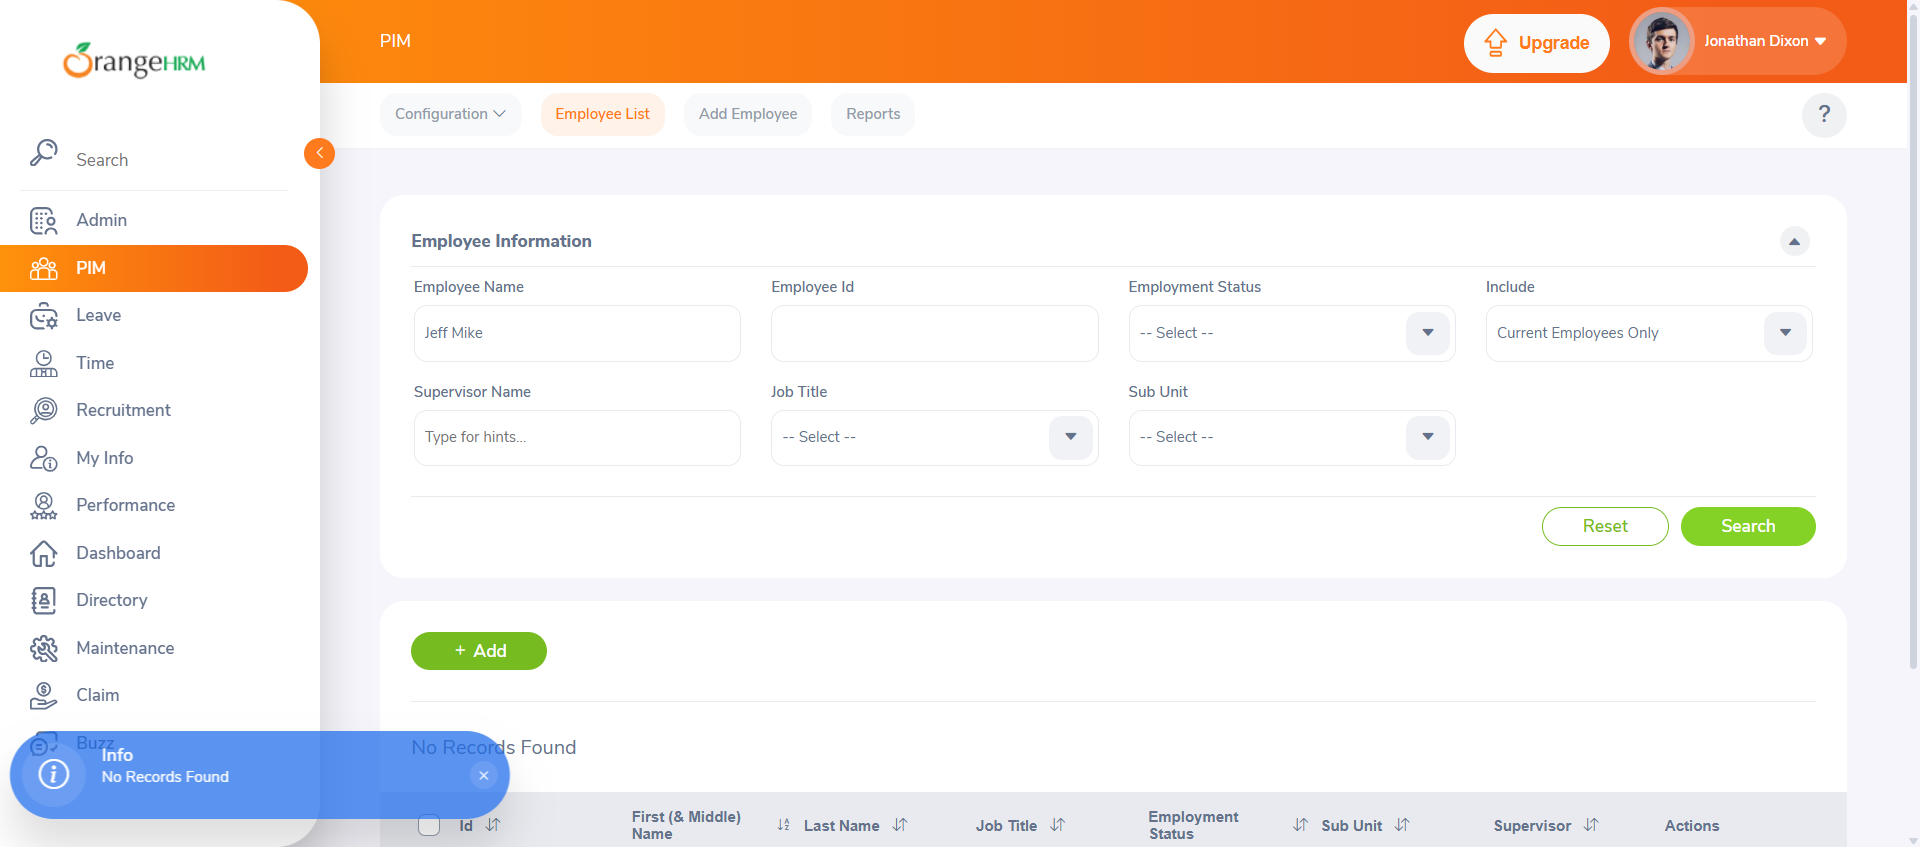 OrangeHRM
PIM
Upgrade
Jonathan Dixon
Configuration
Employee List
Add Employee
Reports
?
Search
Admin
PIM
Leave
Time
Recruitment
My Info
Performance
Dashboard
Directory
Maintenance
Claim
Buzz
Employee Information
Employee Name
Employee Id
Employment Status
Include
Jeff Mike
-- Select --
Current Employees Only
Supervisor Name
Job Title
Sub Unit
Type for hints...
-- Select --
-- Select --
Reset
Search
+ Add
No Records Found
Info
No Records Found
Id
First (& Middle)
Name
Last Name
Job Title
Employment
Status
Sub Unit
Supervisor
Actions